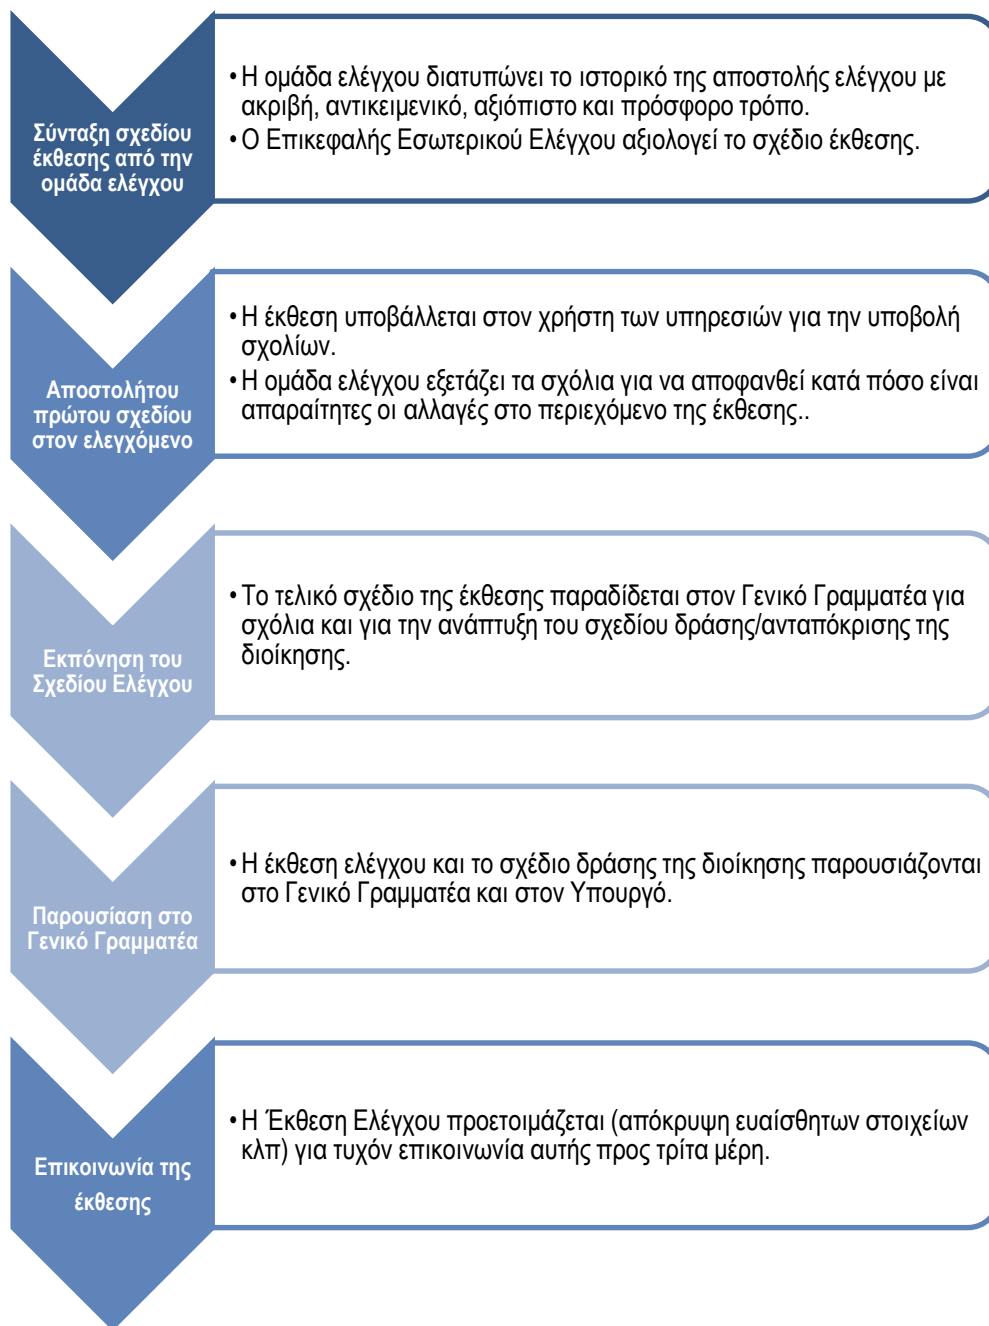 Σύνταξη σχεδίου
έκθεσης από την
ομάδα ελέγχου
• Η ομάδα ελέγχου διατυπώνει το ιστορικό της αποστολής ελέγχου με
ακριβή, αντικειμενικό, αξιόπιστο και πρόσφορο τρόπο.
• Ο Επικεφαλής Εσωτερικού Ελέγχου αξιολογεί το σχέδιο έκθεσης.
Αποστολήτου
πρώτου σχεδίου
στον ελεγχόμενο
• Η έκθεση υποβάλλεται στον χρήστη των υπηρεσιών για την υποβολή
σχολίων.
• Η ομάδα ελέγχου εξετάζει τα σχόλια για να αποφανθεί κατά πόσο είναι
απαραίτητες οι αλλαγές στο περιεχόμενο της έκθεσης..
Εκπόνηση του
Σχεδίου Ελέγχου
• Το τελικό σχέδιο της έκθεσης παραδίδεται στον Γενικό Γραμματέα για
σχόλια και για την ανάπτυξη του σχεδίου δράσης/ανταπόκρισης της
διοίκησης.
Παρουσίαση στο
Γενικό Γραμματέα
• Η έκθεση ελέγχου και το σχέδιο δράσης της διοίκησης παρουσιάζονται
στο Γενικό Γραμματέα και στον Υπουργό.
Επικοινωνία της
έκθεσης
• Η Έκθεση Ελέγχου προετοιμάζεται (απόκρυψη ευαίσθητων στοιχείων
κλπ) για τυχόν επικοινωνία αυτής προς τρίτα μέρη.